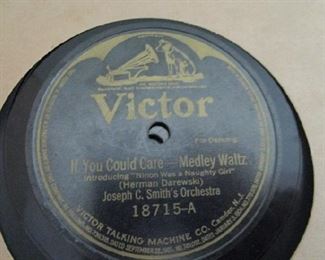 Victor
For Dancing
If You Could Care—Medley Waltz
Introducing "Ninon Was a Naughty Girl"
(Herman Darewski)
Joseph C. Smith's Orchestra
18715-A
VICTOR TALKING MACHINE CO. Camden, N.J.